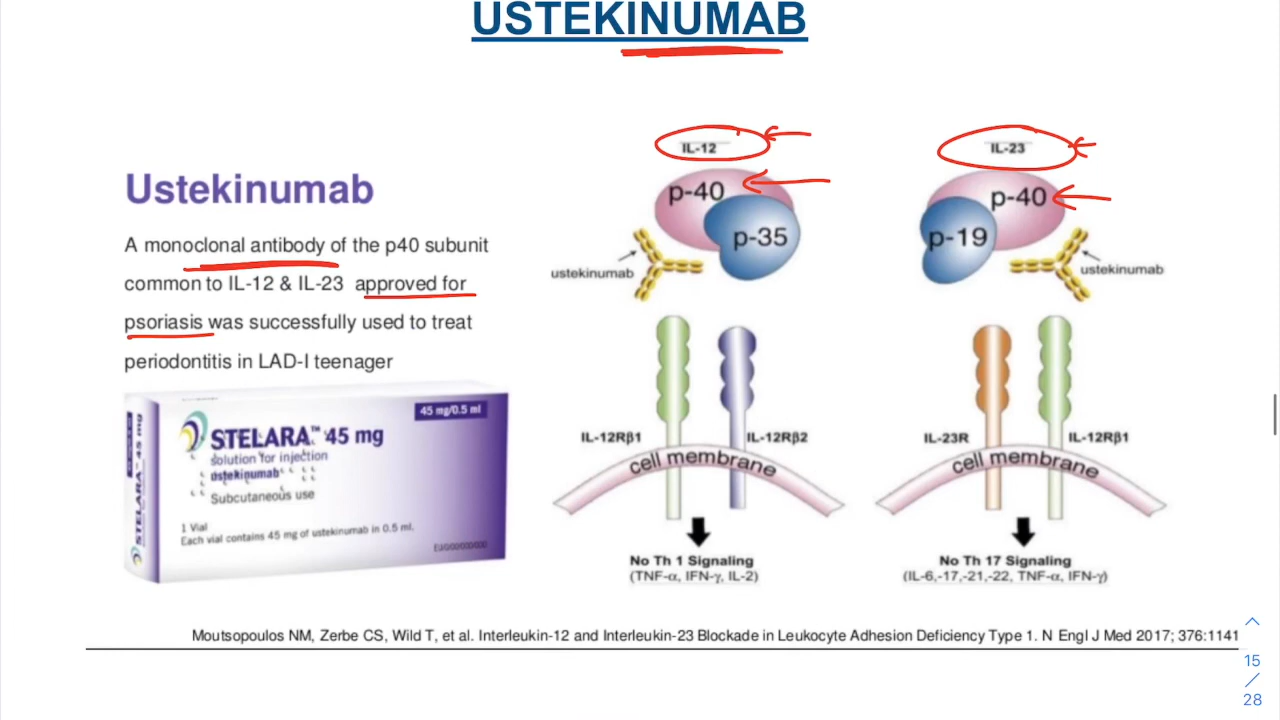 USTEKINUMAB
Ustekinumab
A monoclonal antibody of the p40 subunit
common to IL-12 & IL-23 approved for
psoriasis was successfully used to treat
periodontitis in LAD-I teenager
STELARA™ 45 mg
45 mg/0.5 ml
STELARA™ 45 mg
solution for injection
ustekinumab
Subcutaneous use
1 Vial
Each vial contains 45 mg of ustekinumab in 0.5 ml.
IL-12
p-40
p-35
ustekinumab
IL-12Rβ1
IL-12Rβ2
cell membrane
No Th 1 Signaling
(TNF-α, IFN-γ, IL-2)
IL-23
p-40
p-19
ustekinumab
IL-23R
IL-12Rβ1
cell membrane
No Th 17 Signaling
(IL-6,-17,-21,-22, TNF-α, IFN-γ)
Moutsopoulos NM, Zerbe CS, Wild T, et al. Interleukin-12 and Interleukin-23 Blockade in Leukocyte Adhesion Deficiency Type 1. N Engl J Med 2017; 376:1141
15
/
28